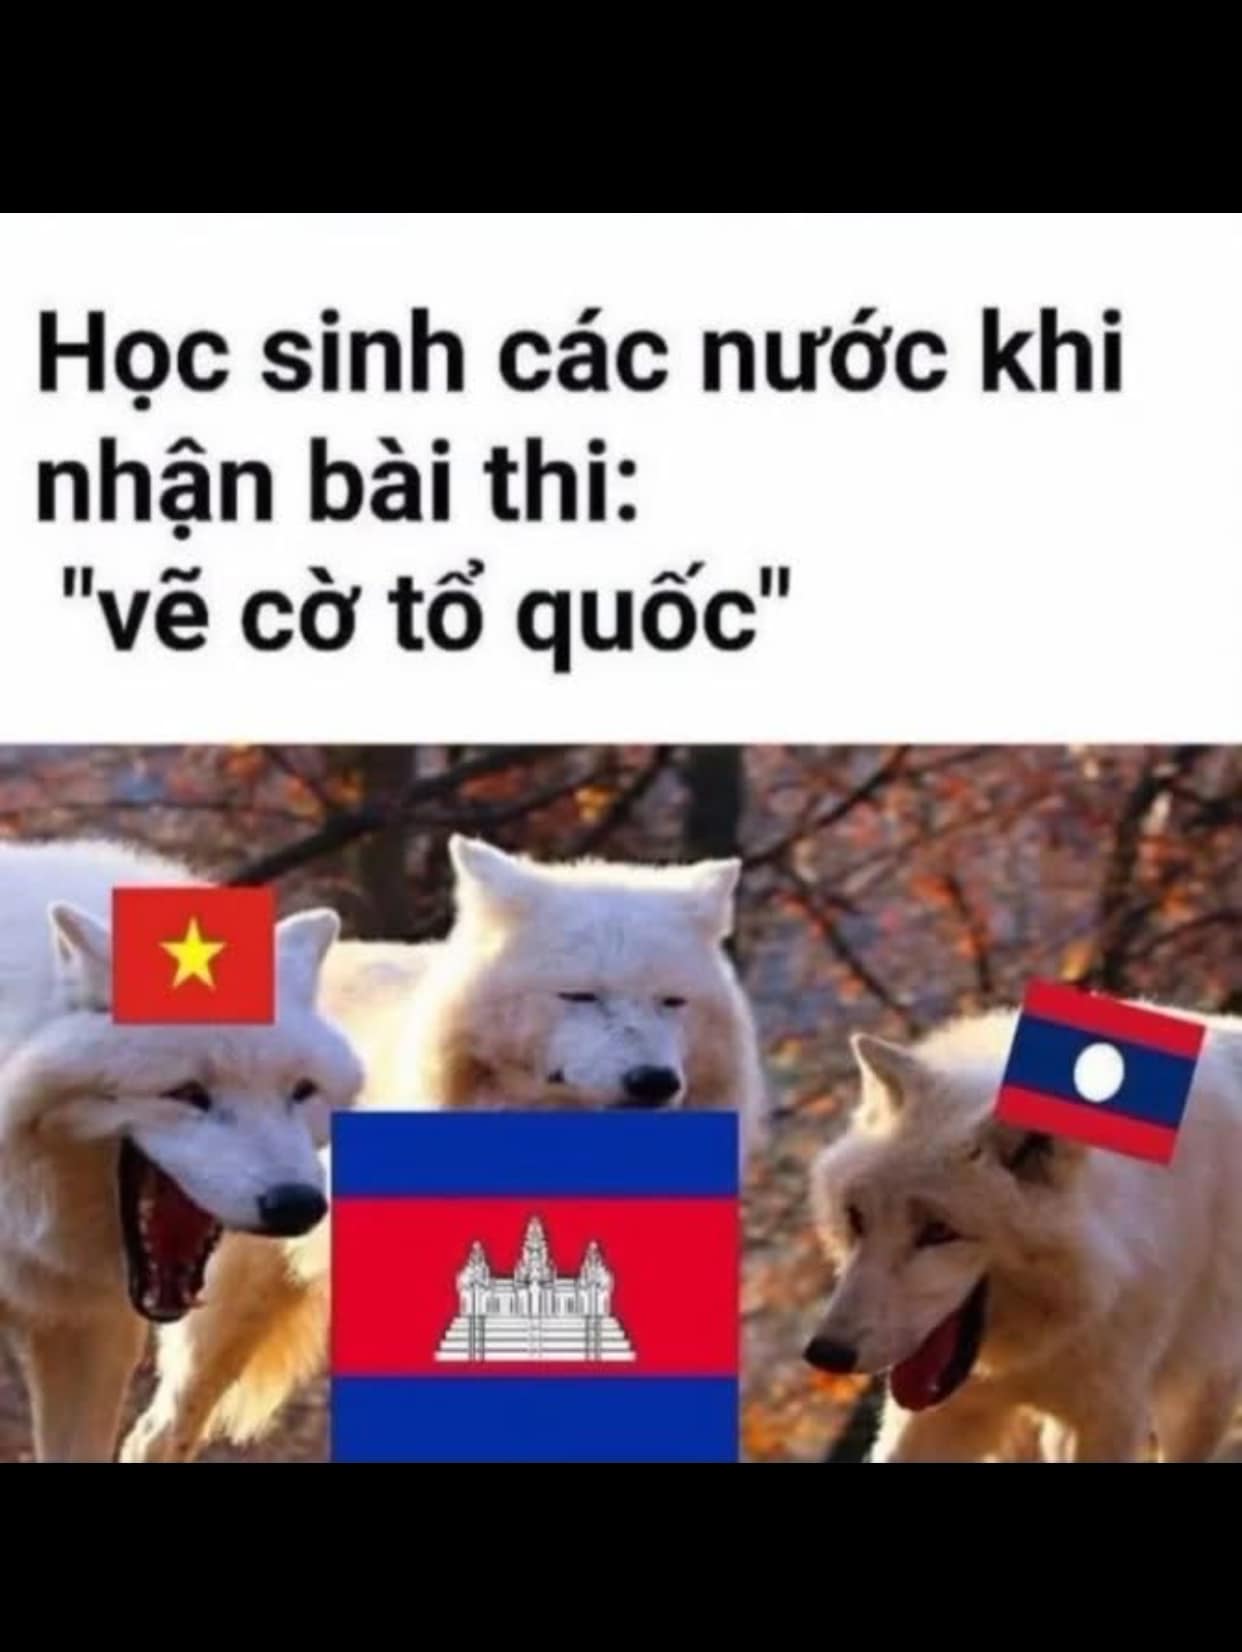 Học sinh các nước khi
nhận bài thi:
"vẽ cờ tổ quốc"